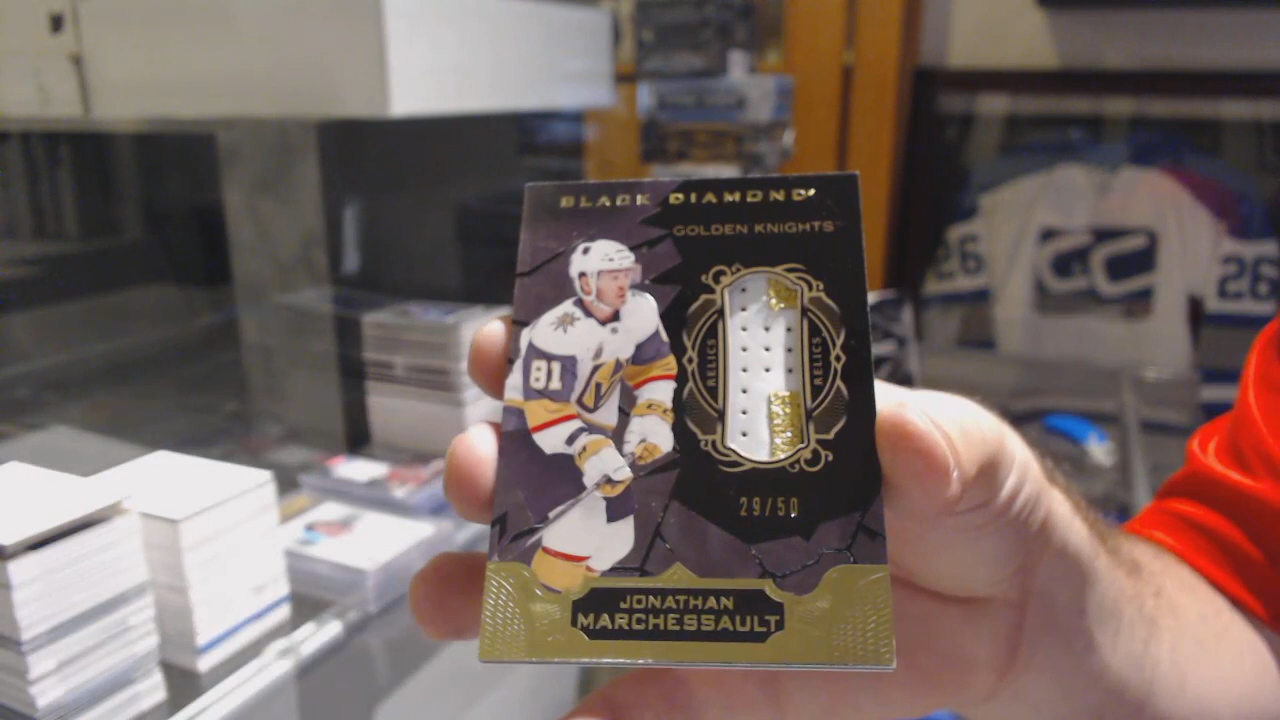 BLACK DIAMOND
GOLDEN KNIGHTS
81
RELICS
RELICS
29/50
JONATHAN
MARCHESSAULT
26
26